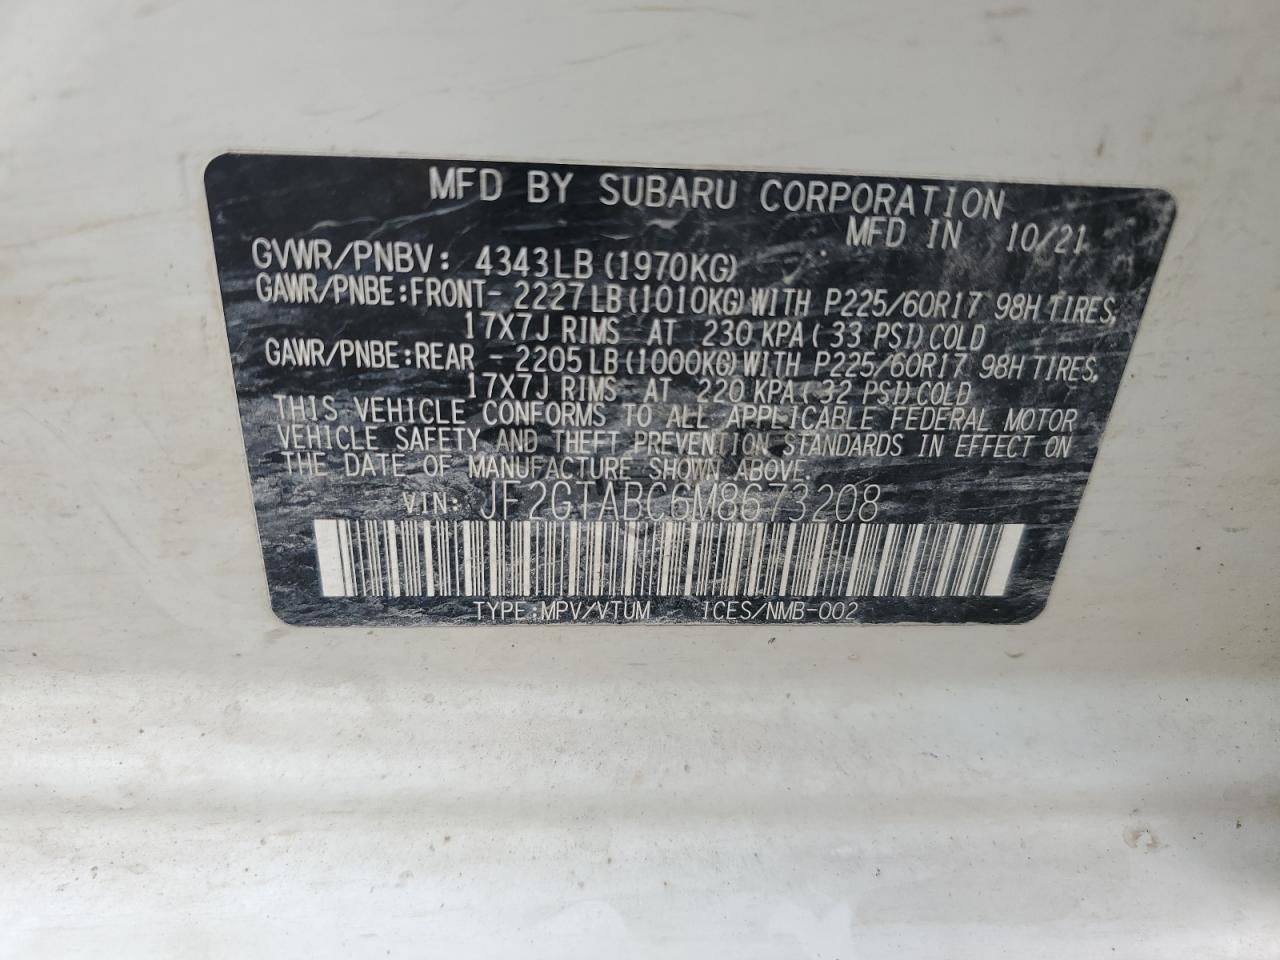 MFD BY SUBARU CORPORATION
MFD IN 10/21
GVWR/PNBV: 4343LB (1970KG)
GAWR/PNBE:FRONT- 2227LB(1010KG)WITH P225/60R17 98H TIRES,
17X7J RIMS AT 230 KPA( 33 PSI)COLD
GAWR/PNBE:REAR - 2205LB(1000KG)WITH P225/60R17 98H TIRES,
17X7J RIMS AT 220 KPA( 32 PSI)COLD
THIS VEHICLE CONFORMS TO ALL APPLICABLE FEDERAL MOTOR
VEHICLE SAFETY AND THEFT PREVENTION STANDARDS IN EFFECT ON
THE DATE OF MANUFACTURE SHOWN ABOVE.
VIN: JF2GTABC6M8673208
TYPE:MPV/VTUM ICES/NMB-002